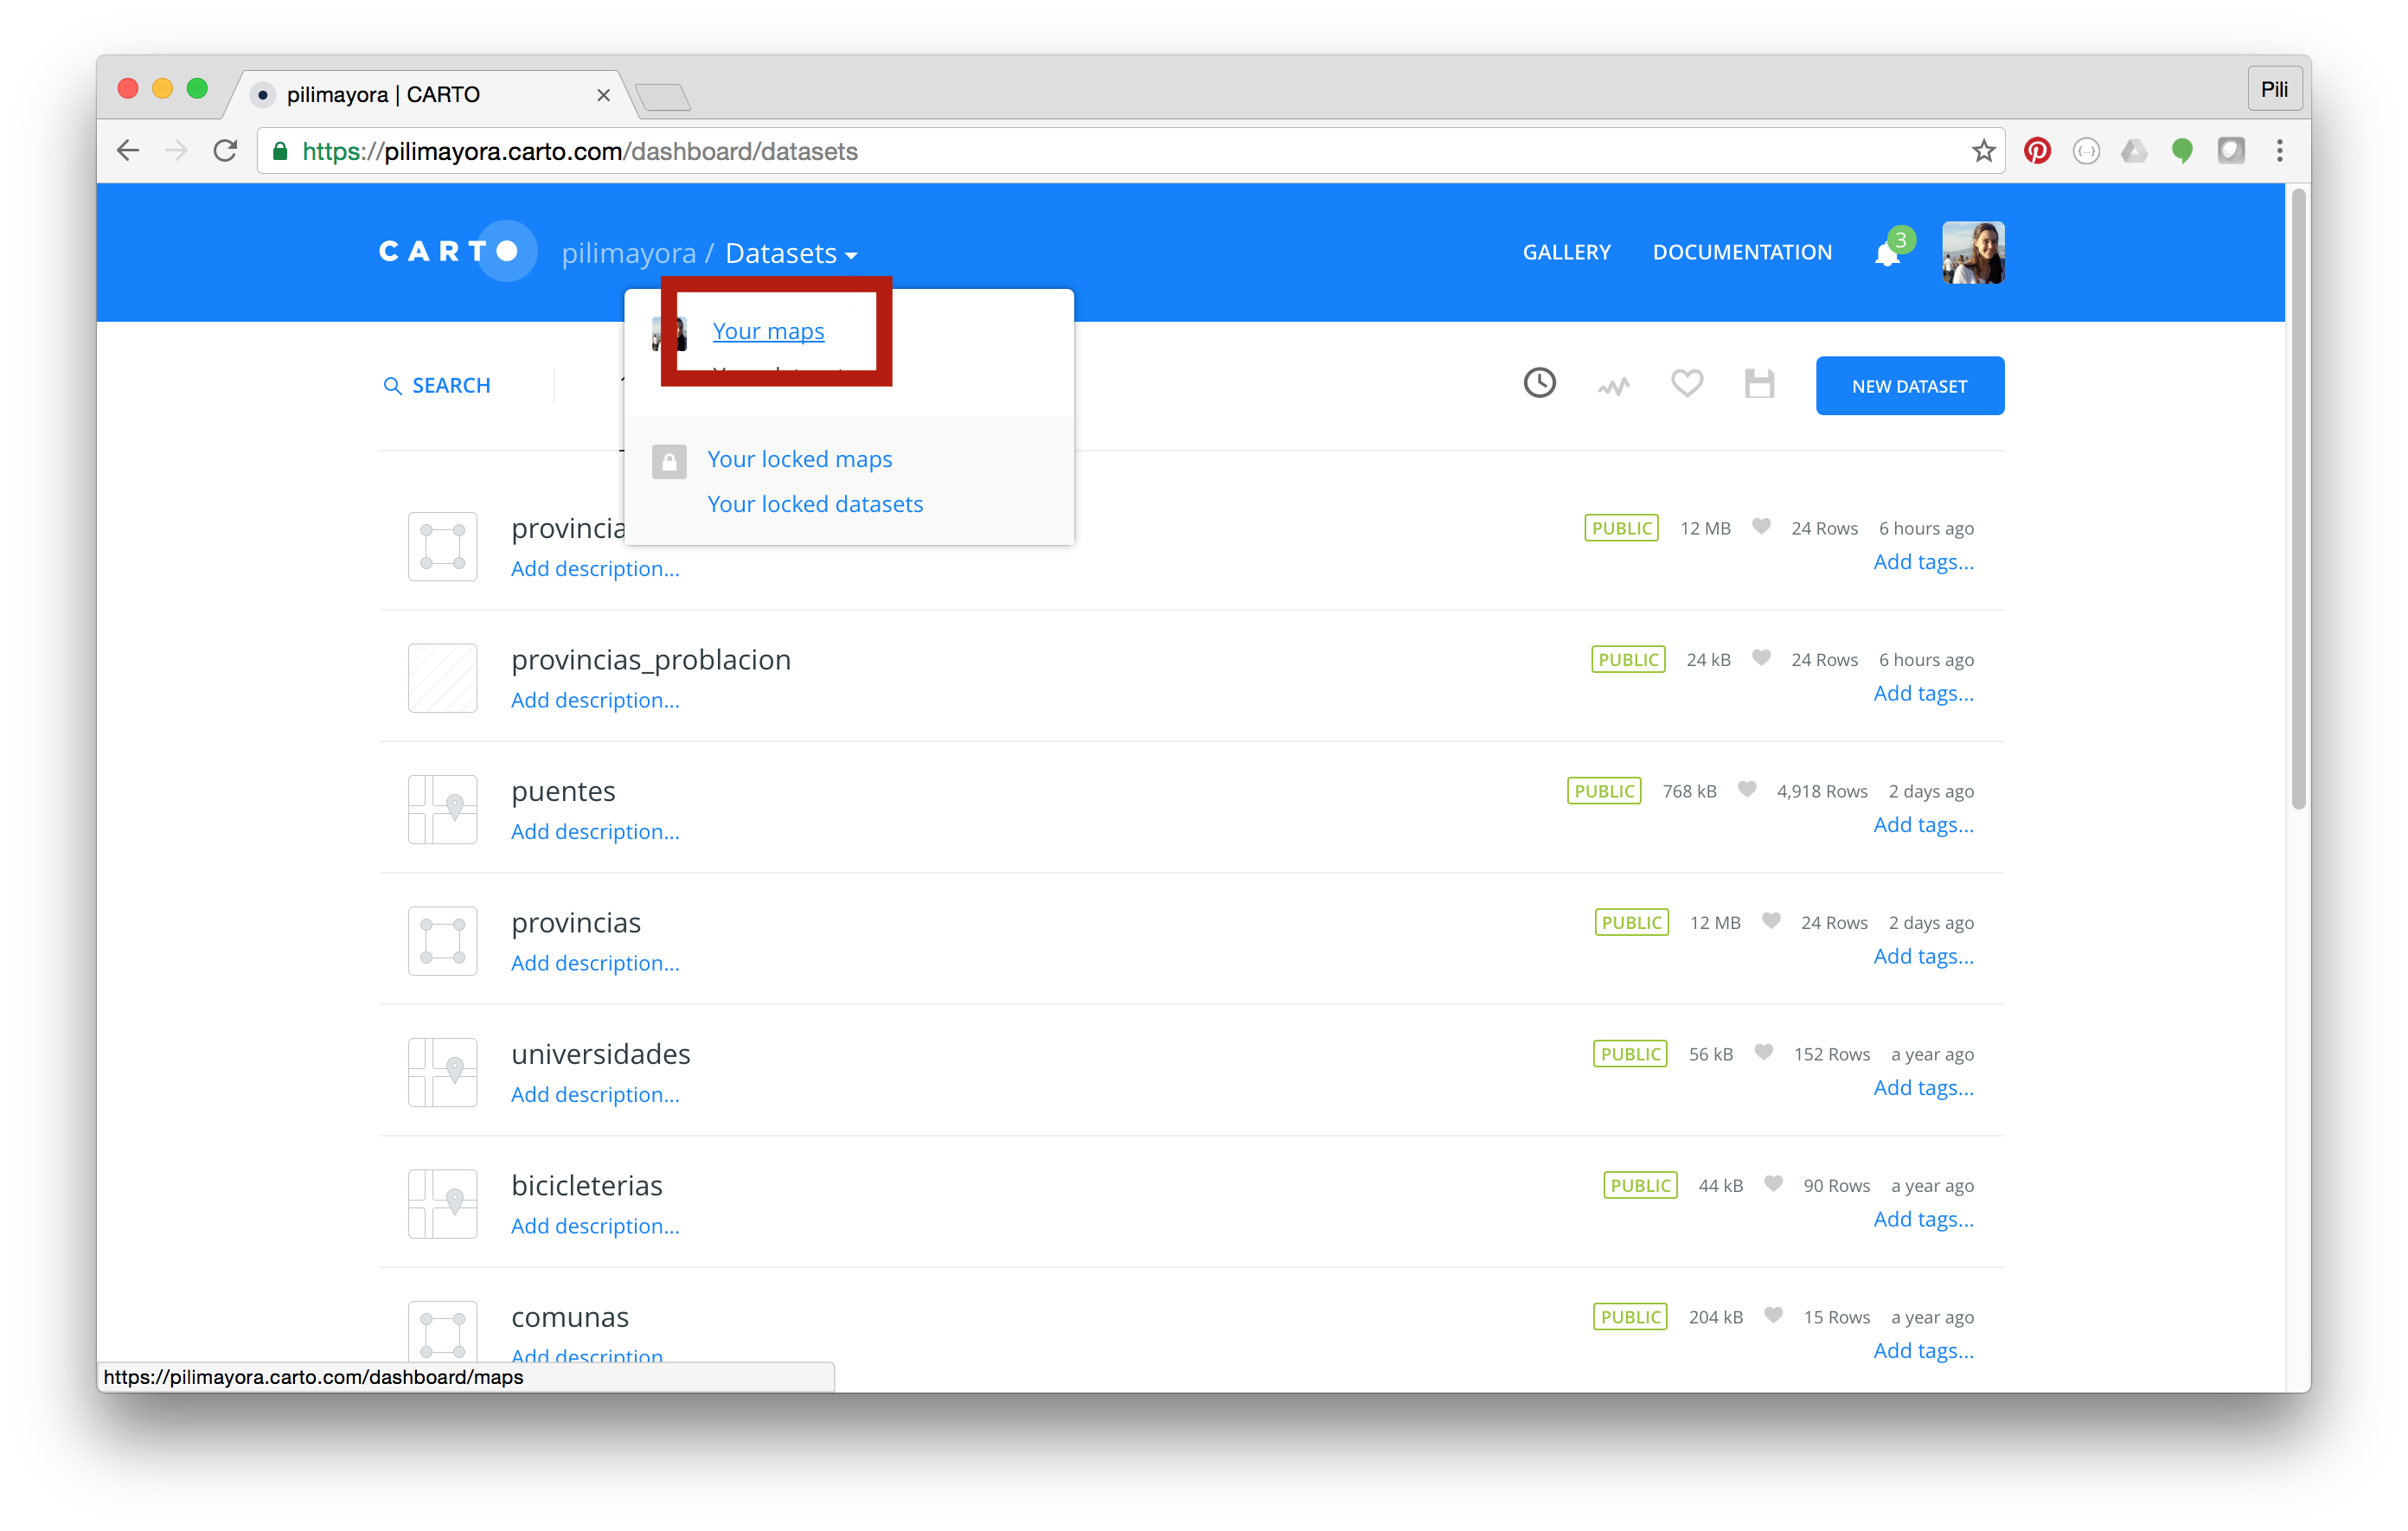 pilimayora | CARTO
Pili
https://pilimayora.carto.com/dashboard/datasets
CARTO pilimayora / Datasets GALLERY DOCUMENTATION 3
Your maps
SEARCH NEW DATASET
Your locked maps
Your locked datasets
provincia PUBLIC 12 MB 24 Rows 6 hours ago
Add description... Add tags...
provincias_problacion PUBLIC 24 kB 24 Rows 6 hours ago
Add description... Add tags...
puentes PUBLIC 768 kB 4,918 Rows 2 days ago
Add description... Add tags...
provincias PUBLIC 12 MB 24 Rows 2 days ago
Add description... Add tags...
universidades PUBLIC 56 kB 152 Rows a year ago
Add description... Add tags...
bicicleterias PUBLIC 44 kB 90 Rows a year ago
Add description... Add tags...
comunas PUBLIC 204 kB 15 Rows a year ago
Add description Add tags...
https://pilimayora.carto.com/dashboard/maps